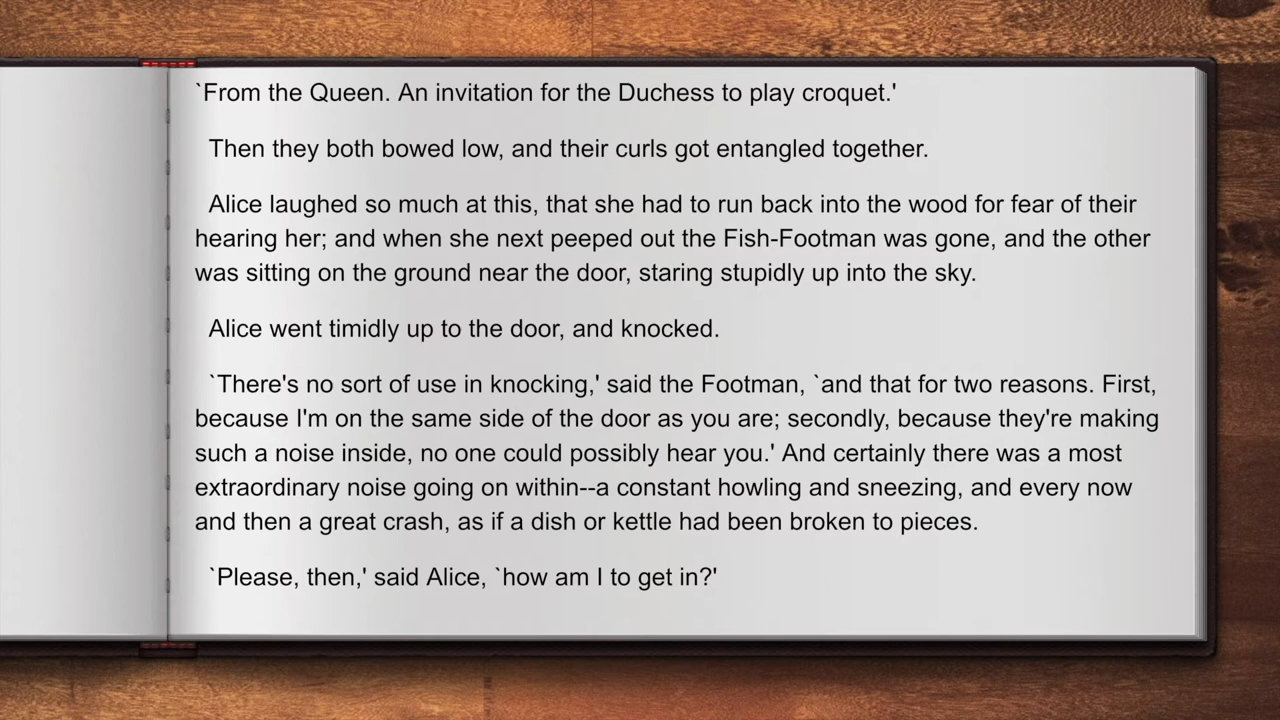 `From the Queen. An invitation for the Duchess to play croquet.'
Then they both bowed low, and their curls got entangled together.
Alice laughed so much at this, that she had to run back into the wood for fear of their
hearing her; and when she next peeped out the Fish-Footman was gone, and the other
was sitting on the ground near the door, staring stupidly up into the sky.
Alice went timidly up to the door, and knocked.
`There's no sort of use in knocking,' said the Footman, `and that for two reasons. First,
because I'm on the same side of the door as you are; secondly, because they're making
such a noise inside, no one could possibly hear you.' And certainly there was a most
extraordinary noise going on within--a constant howling and sneezing, and every now
and then a great crash, as if a dish or kettle had been broken to pieces.
`Please, then,' said Alice, `how am I to get in?'